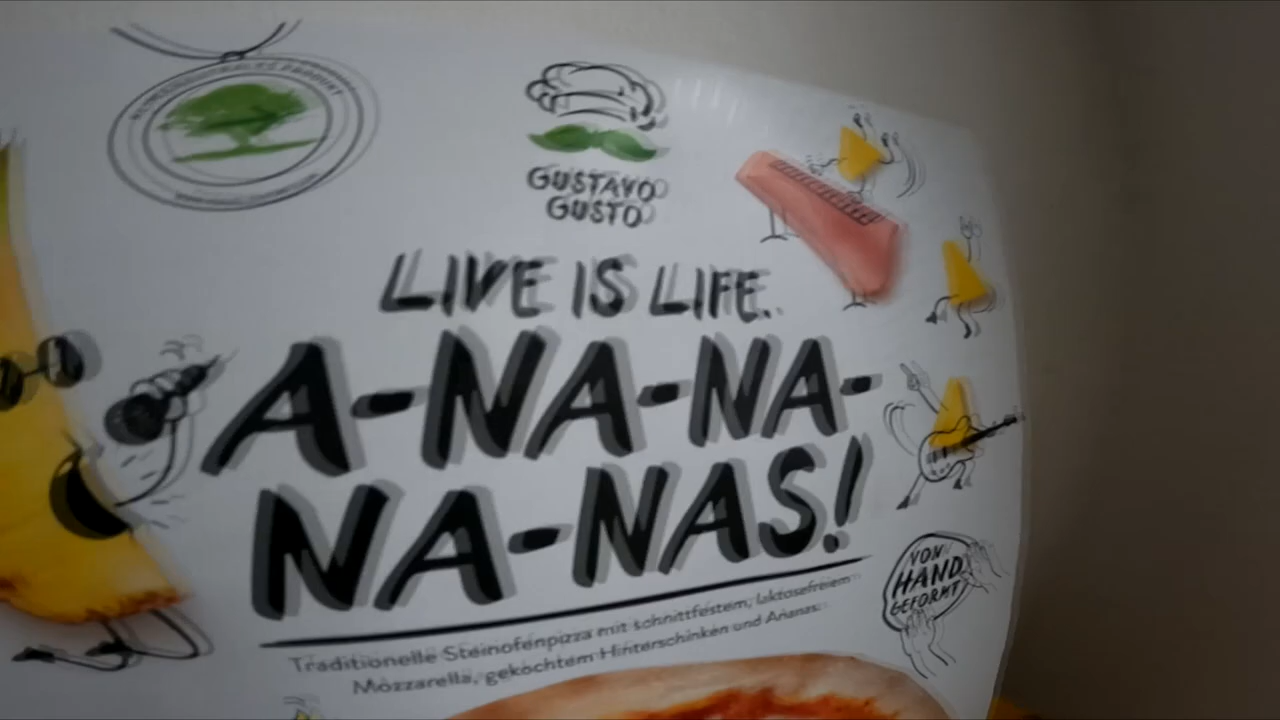 GUSTAVO
GUSTO
LIVE IS LIFE.
A-NA-NA-
NA-NAS!
VON
HAND
GEFORMT
Traditionelle Steinofenpizza mit schnittfestem, laktosefreiem
Mozzarella, gekochtem Hinterschinken und Ananas.